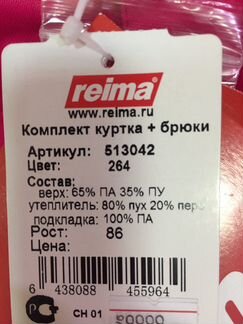 reima®
www.reima.ru
Комплект куртка + брюки
Артикул: 513042
Цвет: 264
Состав:
верх: 65% ПА 35% ПУ
утеплитель: 80% пух 20% пер
подкладка: 100% ПА
Рост: 86
Цена:
6 438088 455964
CH 01